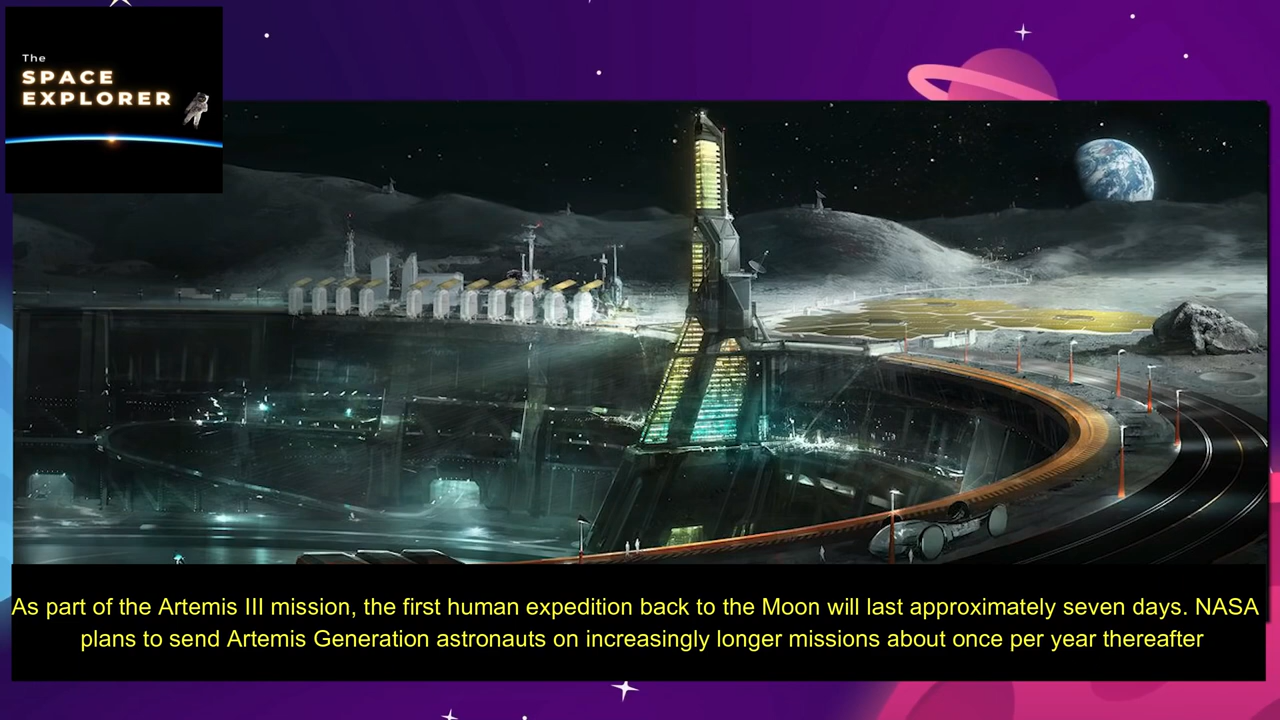 The
SPACE
EXPLORER
As part of the Artemis III mission, the first human expedition back to the Moon will last approximately seven days. NASA
plans to send Artemis Generation astronauts on increasingly longer missions about once per year thereafter